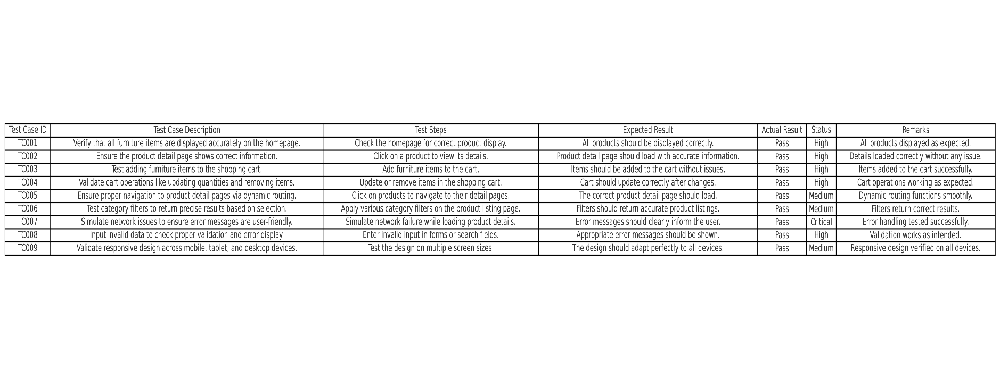 Test Case ID Test Case Description Test Steps Expected Result Actual Result Status Remarks
TC001 Verify that all furniture items are displayed accurately on the homepage. Check the homepage for correct product display. All products should be displayed correctly. Pass High All products displayed as expected.
TC002 Ensure the product detail page shows correct information. Click on a product to view its details. Product detail page should load with accurate information. Pass High Details loaded correctly without any issue.
TC003 Test adding furniture items to the shopping cart. Add furniture items to the cart. Items should be added to the cart without issues. Pass High Items added to the cart successfully.
TC004 Validate cart operations like updating quantities and removing items. Update or remove items in the shopping cart. Cart should update correctly after changes. Pass High Cart operations working as expected.
TC005 Ensure proper navigation to product detail pages via dynamic routing. Click on products to navigate to their detail pages. The correct product detail page should load. Pass Medium Dynamic routing functions smoothly.
TC006 Test category filters to return precise results based on selection. Apply various category filters on the product listing page. Filters should return accurate product listings. Pass Medium Filters return correct results.
TC007 Simulate network issues to ensure error messages are user-friendly. Simulate network failure while loading product details. Error messages should clearly inform the user. Pass Critical Error handling tested successfully.
TC008 Input invalid data to check proper validation and error display. Enter invalid input in forms or search fields. Appropriate error messages should be shown. Pass High Validation works as intended.
TC009 Validate responsive design across mobile, tablet, and desktop devices. Test the design on multiple screen sizes. The design should adapt perfectly to all devices. Pass Medium Responsive design verified on all devices.